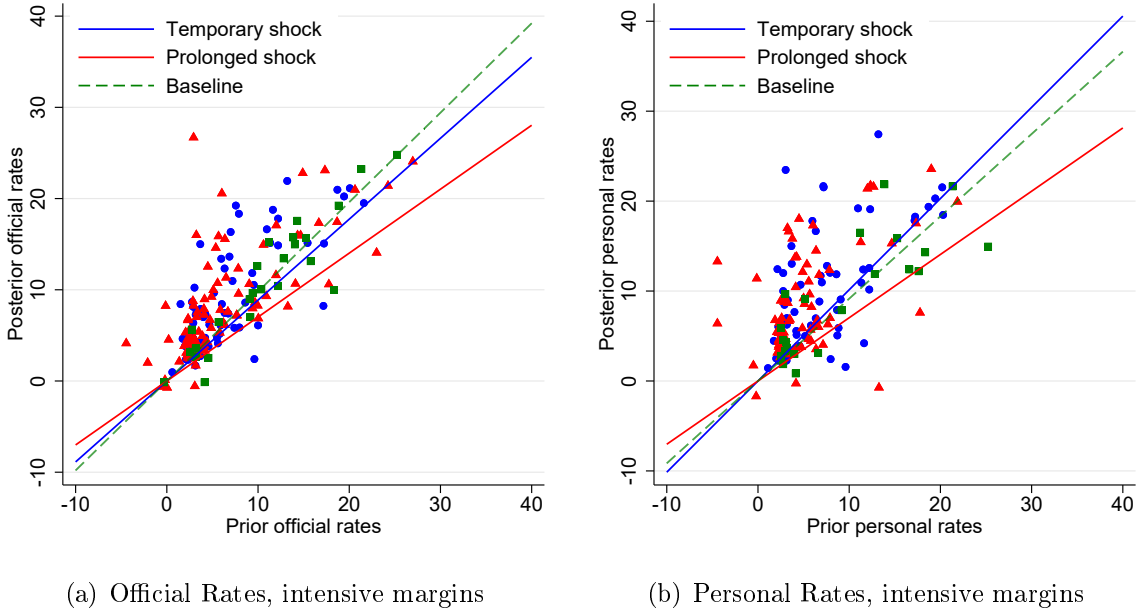 Temporary shock
Prolonged shock
Baseline
Posterior official rates
40
30
20
10
0
-10
-10 0 10 20 30 40
Prior official rates
(a) Official Rates, intensive margins
Temporary shock
Prolonged shock
Baseline
Posterior personal rates
40
30
20
10
0
-10
-10 0 10 20 30 40
Prior personal rates
(b) Personal Rates, intensive margins